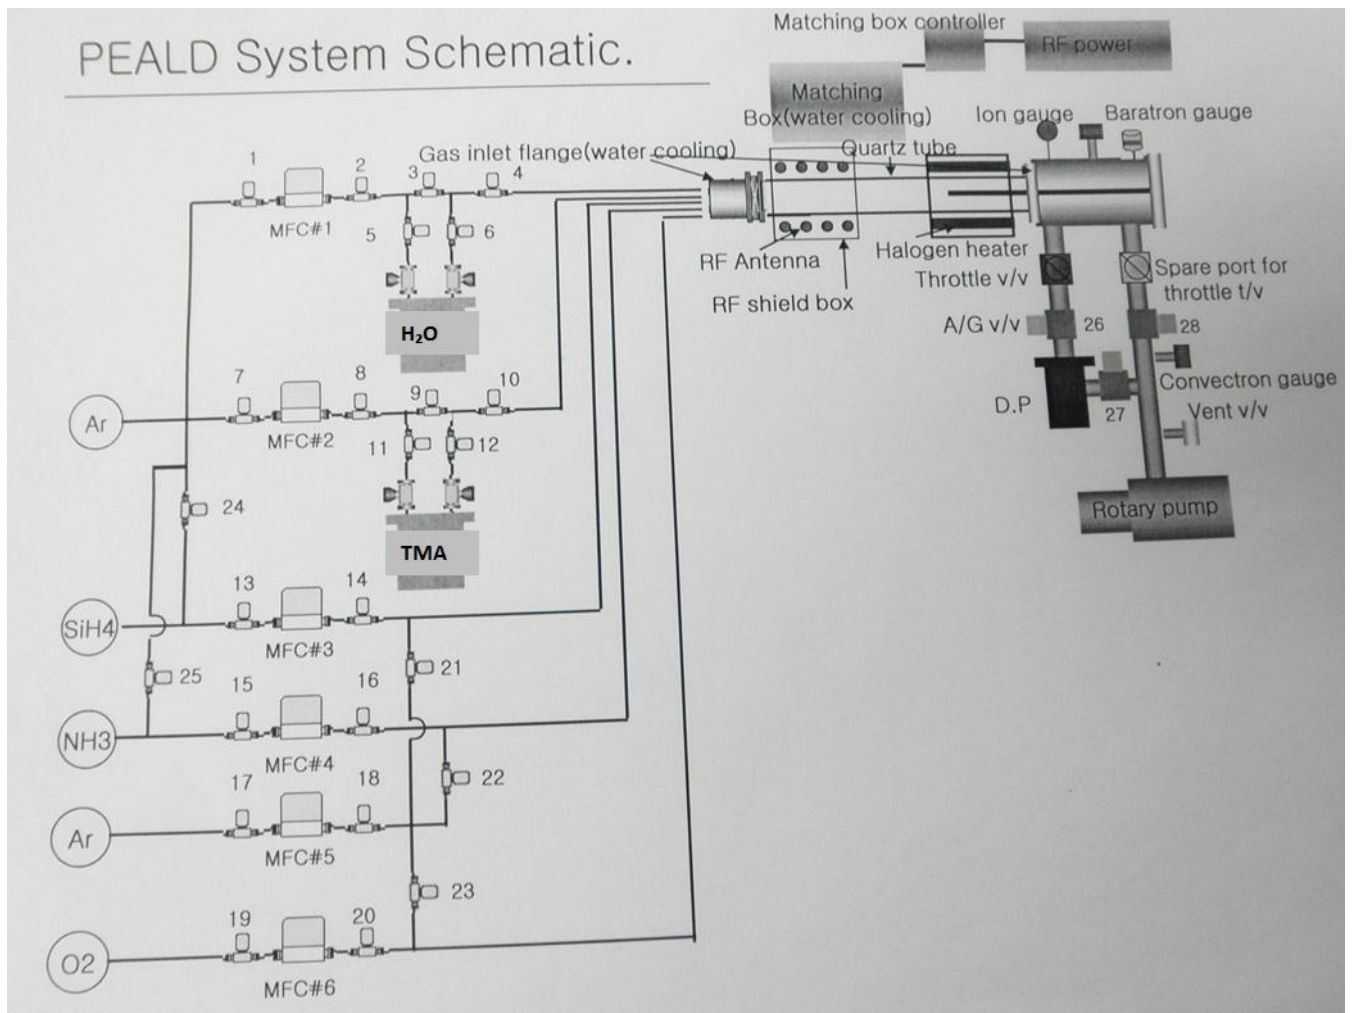 PEALD System Schematic.
Matching box controller
RF power
Matching
Box(water cooling)
Ion gauge
Baratron gauge
Gas inlet flange(water cooling)
Quartz tube
1
2
3
4
MFC#1
5
6
RF Antenna
RF shield box
Halogen heater
Throttle v/v
Spare port for
throttle t/v
A/G v/v
26
28
H₂O
Convectron gauge
D.P
27
Vent v/v
7
8
9
10
Ar
MFC#2
11
12
Rotary pump
24
TMA
13
14
SiH4
MFC#3
25
21
15
16
NH3
MFC#4
22
17
18
Ar
MFC#5
23
19
20
O2
MFC#6